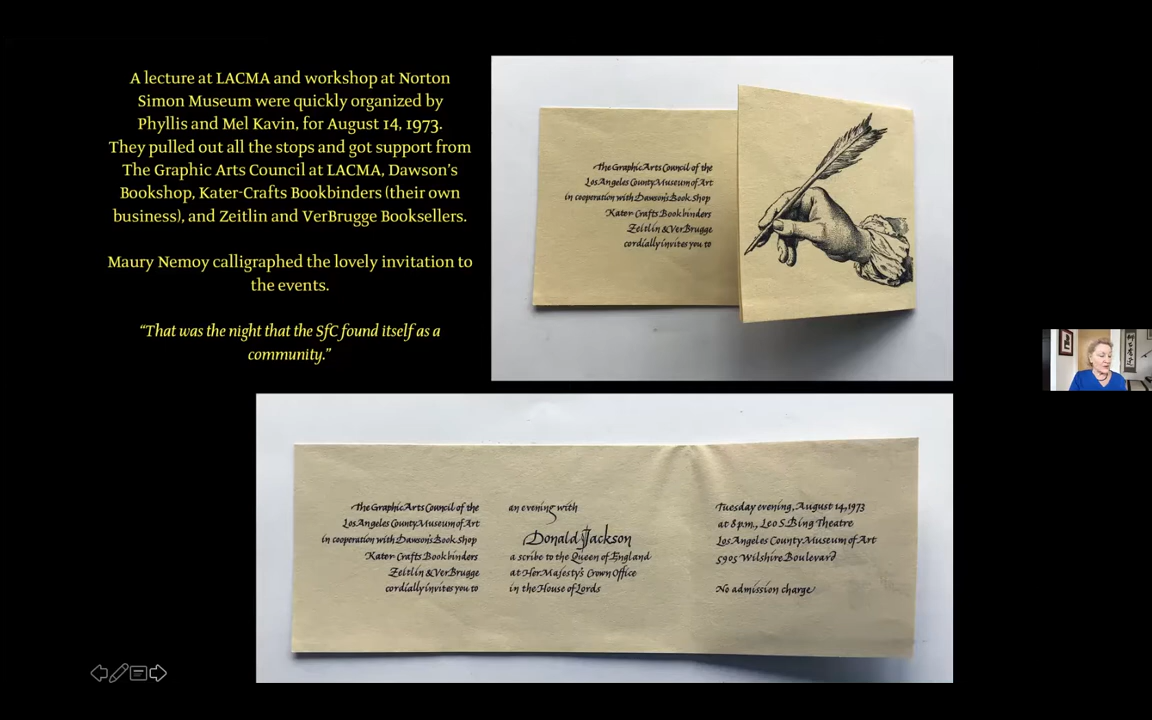 A lecture at LACMA and workshop at Norton
Simon Museum were quickly organized by
Phyllis and Mel Kavin, for August 14, 1973.
They pulled out all the stops and got support from
The Graphic Arts Council at LACMA, Dawson's
Bookshop, Kater-Crafts Bookbinders (their own
business), and Zeitlin and VerBrugge Booksellers.
Maury Nemoy calligraphed the lovely invitation to
the events.
“That was the night that the SfC found itself as a
community.”
The Graphic Arts Council of the
Los Angeles County Museum of Art
in cooperation with Dawson's Book Shop
Kater-Crafts Bookbinders
Zeitlin & VerBrugge
cordially invites you to
The Graphic Arts Council of the
Los Angeles County Museum of Art
in cooperation with Dawson's Book Shop
Kater-Crafts Bookbinders
Zeitlin & VerBrugge
cordially invites you to
an evening with
Donald Jackson
a scribe to the Queen of England
at Her Majesty's Crown Office
in the House of Lords
Tuesday evening, August 14, 1973
at 8 p.m., Leo S. Bing Theatre
Los Angeles County Museum of Art
5905 Wilshire Boulevard
No admission charge